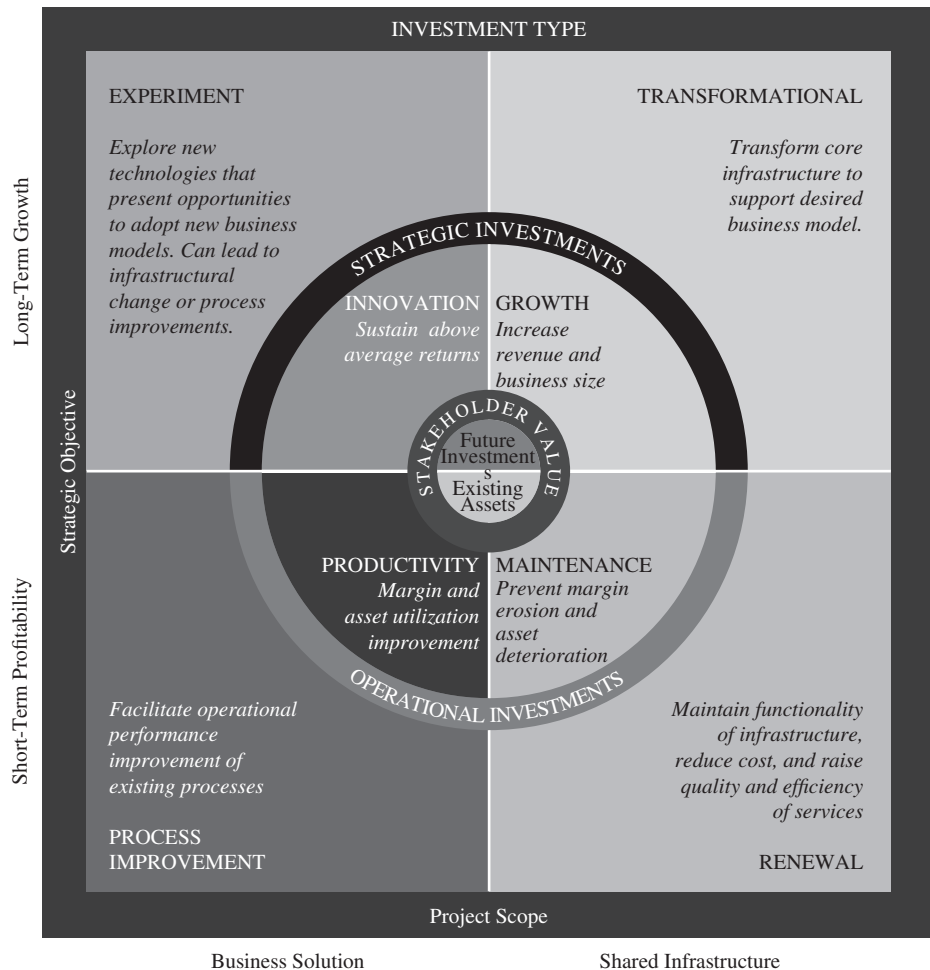 INVESTMENT TYPE
EXPERIMENT
Explore new
technologies that
present opportunities
to adopt new business
models. Can lead to
infrastructural
change or process
improvements.
TRANSFORMATIONAL
Transform core
infrastructure to
support desired
business model.
Long-Term Growth
STRATEGIC INVESTMENTS
INNOVATION
Sustain above
average returns
GROWTH
Increase
revenue and
business size
STAKEHOLDER VALUE
Future
Investment
s
Existing
Assets
Strategic Objective
Short-Term Profitability
PRODUCTIVITY
Margin and
asset utilization
improvement
MAINTENANCE
Prevent margin
erosion and
asset
deterioration
OPERATIONAL INVESTMENTS
Facilitate operational
performance
improvement of
existing processes
PROCESS
IMPROVEMENT
Maintain functionality
of infrastructure,
reduce cost, and raise
quality and efficiency
of services
RENEWAL
Project Scope
Business Solution
Shared Infrastructure